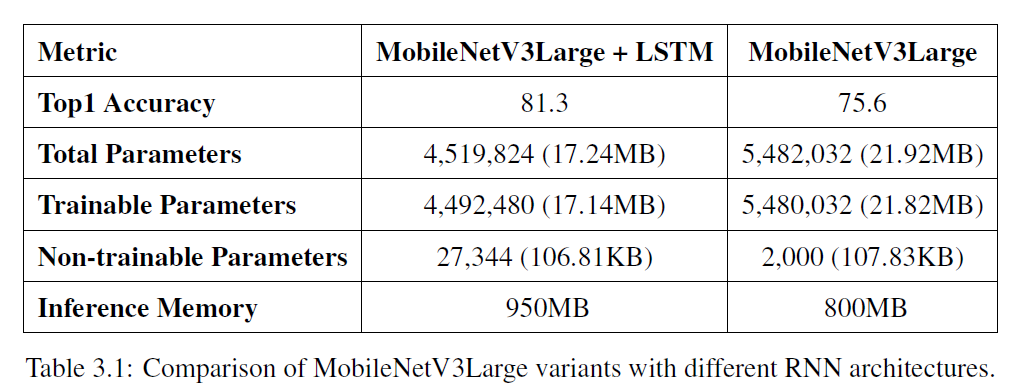 Metric MobileNetV3Large + LSTM MobileNetV3Large
Top1 Accuracy 81.3 75.6
Total Parameters 4,519,824 (17.24MB) 5,482,032 (21.92MB)
Trainable Parameters 4,492,480 (17.14MB) 5,480,032 (21.82MB)
Non-trainable Parameters 27,344 (106.81KB) 2,000 (107.83KB)
Inference Memory 950MB 800MB
Table 3.1: Comparison of MobileNetV3Large variants with different RNN architectures.